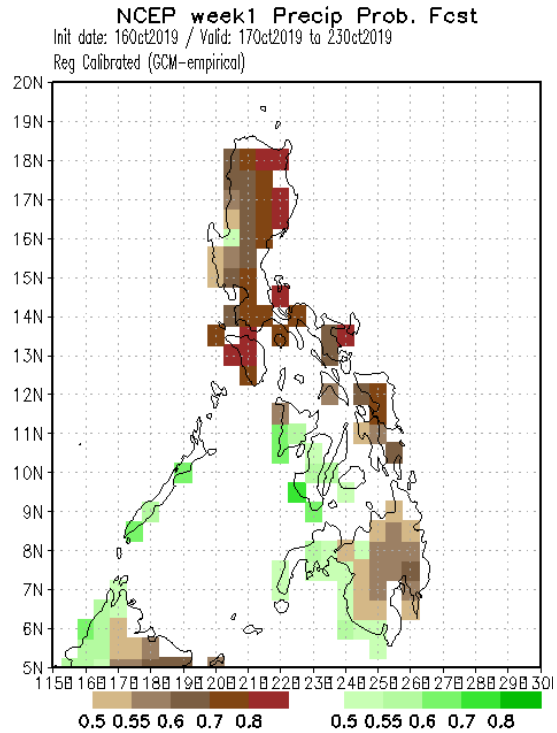 NCEP week1 Precip Prob. Fcst
Init date: 16Oct2019 / Valid: 17Oct2019 to 23Oct2019
Reg Calibrated (GCM-empirical)
20N
19N
18N
17N
16N
15N
14N
13N
12N
11N
10N
9N
8N
7N
6N
5N
115E 116E 117E 118E 119E 120E 121E 122E 123E 124E 125E 126E 127E 128E 129E 130E
0.5 0.55 0.6 0.7 0.8 0.5 0.55 0.6 0.7 0.8